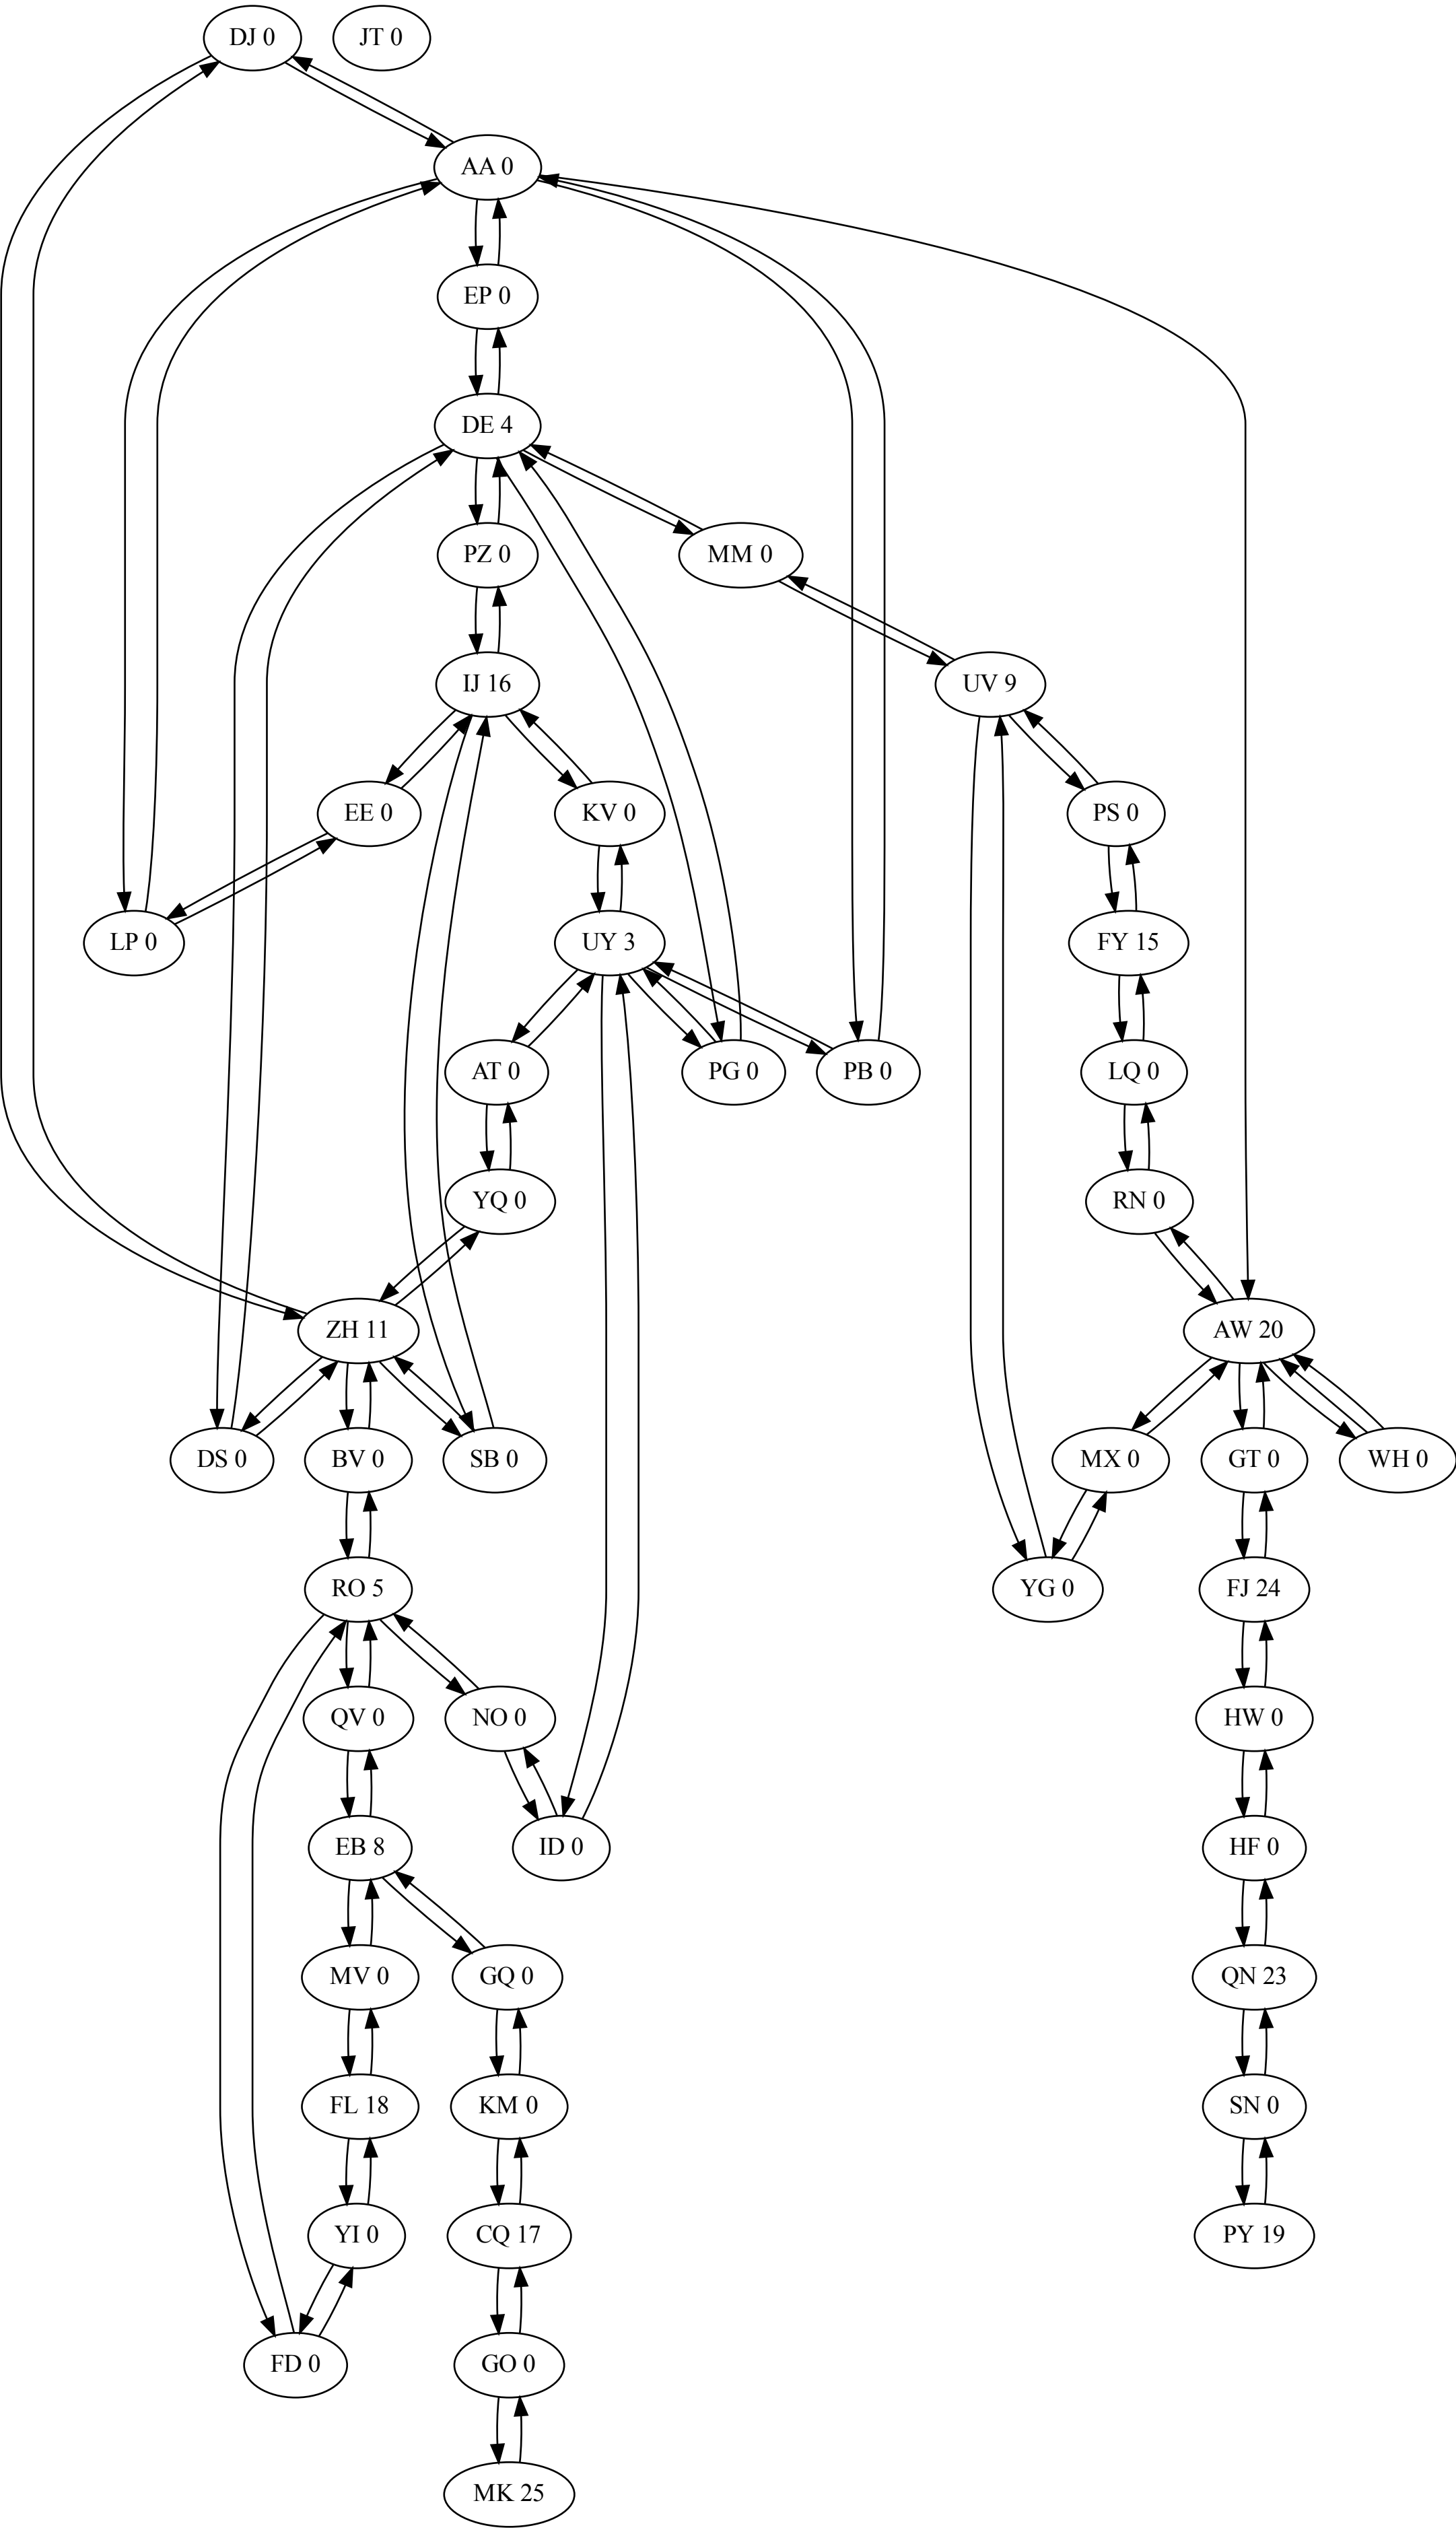 DJ 0
JT 0
AA 0
EP 0
DE 4
PZ 0
MM 0
IJ 16
UV 9
EE 0
KV 0
PS 0
LP 0
UY 3
FY 15
AT 0
PG 0
PB 0
LQ 0
YQ 0
RN 0
ZH 11
AW 20
DS 0
BV 0
SB 0
MX 0
GT 0
WH 0
RO 5
YG 0
FJ 24
QV 0
NO 0
HW 0
EB 8
ID 0
HF 0
MV 0
GQ 0
QN 23
FL 18
KM 0
SN 0
YI 0
CQ 17
PY 19
FD 0
GO 0
MK 25